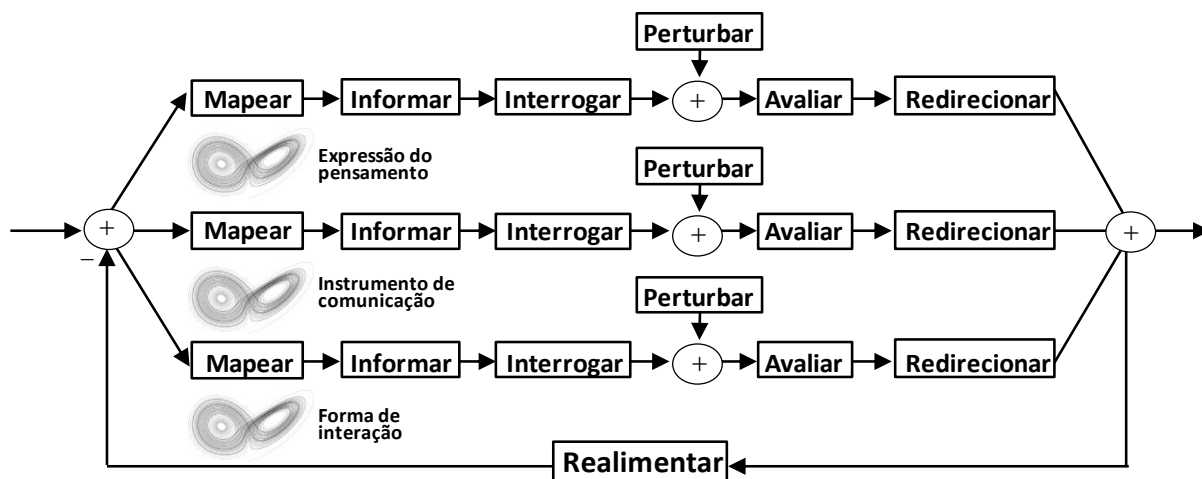 Perturbar
Mapear Informar Interrogar + Avaliar Redirecionar
Expressão do
pensamento
Perturbar
+ Mapear Informar Interrogar + Avaliar Redirecionar +
−
Instrumento de
comunicação
Perturbar
Mapear Informar Interrogar + Avaliar Redirecionar
Forma de
interação
Realimentar